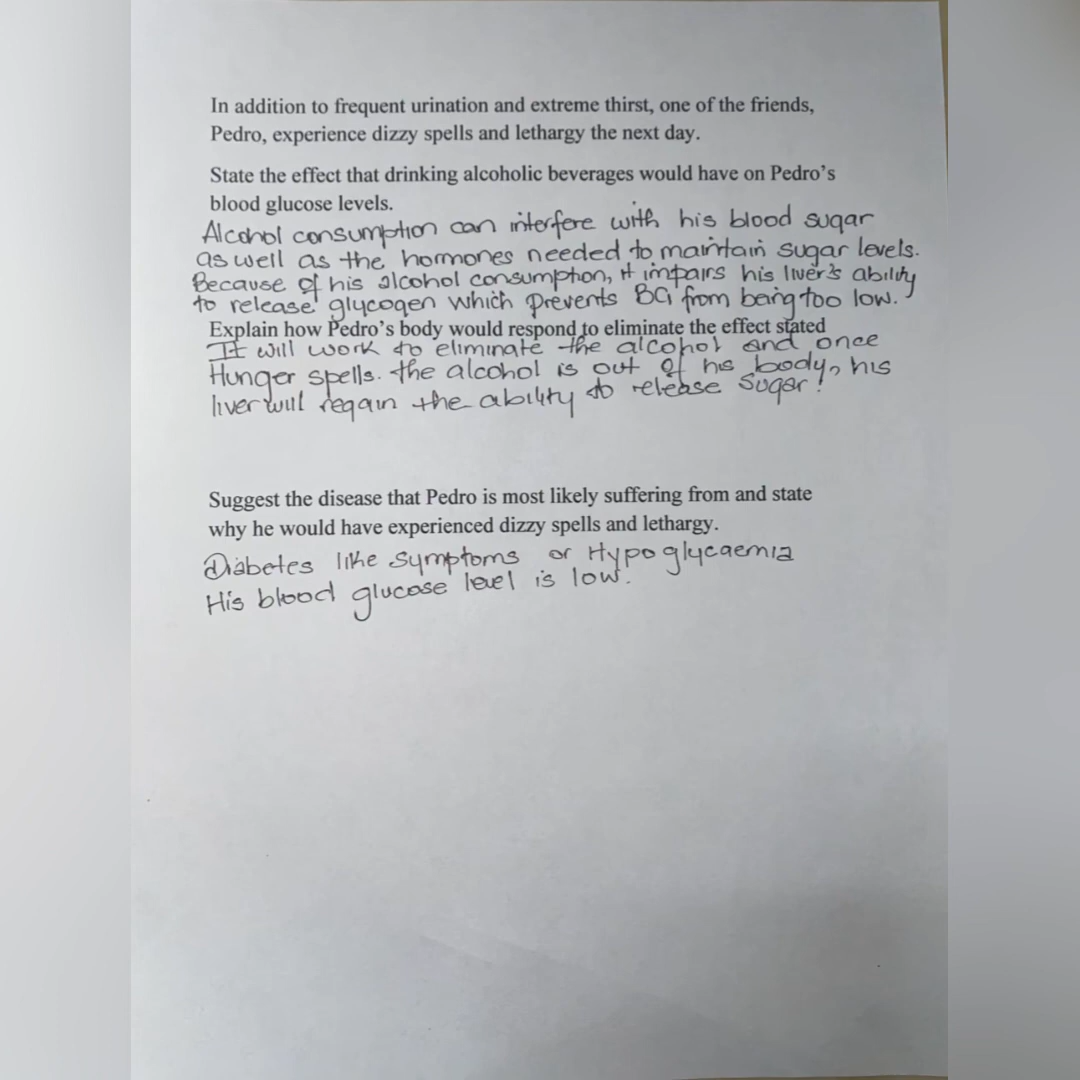 In addition to frequent urination and extreme thirst, one of the friends,
Pedro, experience dizzy spells and lethargy the next day.
State the effect that drinking alcoholic beverages would have on Pedro's
blood glucose levels.
Alcohol consumption can interfere with his blood sugar
as well as the hormones needed to maintain sugar levels.
Because of his alcohol consumption, it impairs his liver's ability
to release glycogen which prevents BG from being too low.
Explain how Pedro's body would respond to eliminate the effect stated
It will work to eliminate the alcohol and once
Hunger spells. the alcohol is out of his body, his
liver will regain the ability to release sugar!
Suggest the disease that Pedro is most likely suffering from and state
why he would have experienced dizzy spells and lethargy.
Diabetes like symptoms or Hypoglycaemia
His blood glucose level is low.